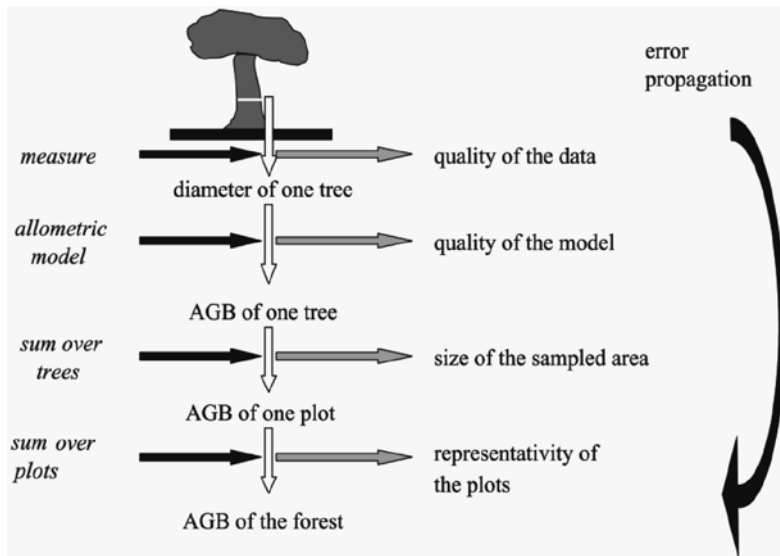 error
propagation
measure
quality of the data
diameter of one tree
allometric
model
quality of the model
AGB of one tree
sum over
trees
size of the sampled area
AGB of one plot
sum over
plots
representativity of
the plots
AGB of the forest